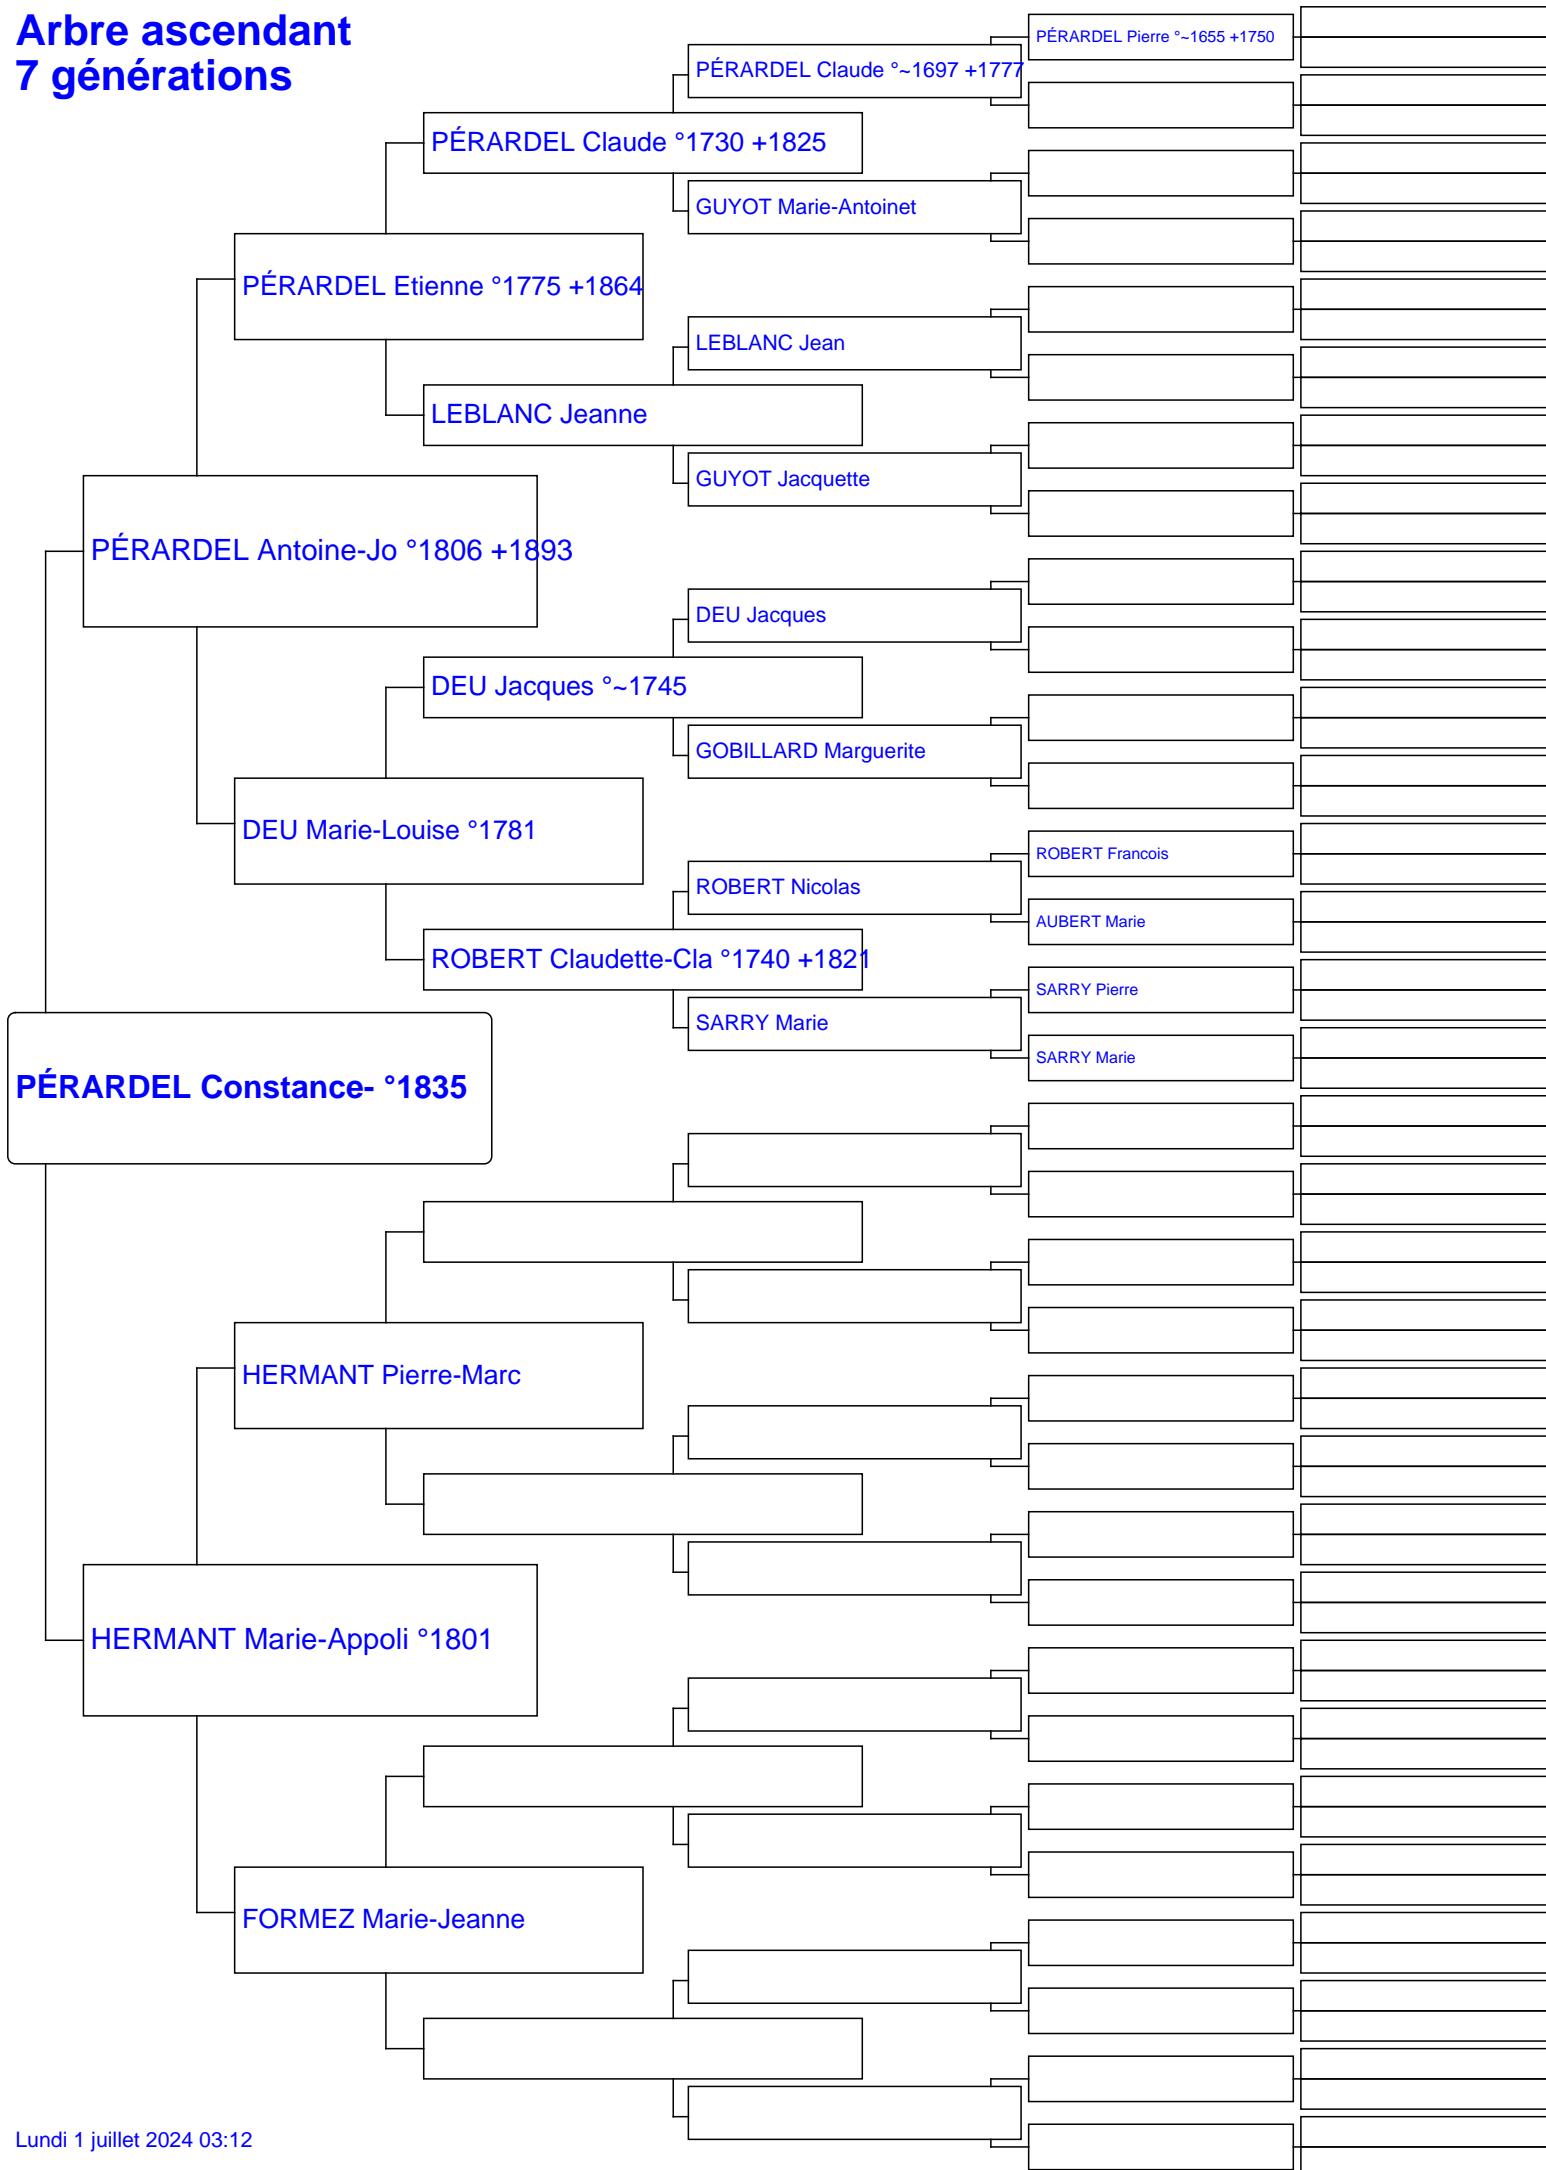 Arbre ascendant
7 générations
PÉRARDEL Pierre °~1655 +1750
PÉRARDEL Claude °~1697 +1777
PÉRARDEL Claude °1730 +1825
GUYOT Marie-Antoinet
PÉRARDEL Etienne °1775 +1864
LEBLANC Jean
LEBLANC Jeanne
GUYOT Jacquette
PÉRARDEL Antoine-Jo °1806 +1893
DEU Jacques
DEU Jacques °~1745
GOBILLARD Marguerite
DEU Marie-Louise °1781
ROBERT Francois
ROBERT Nicolas
AUBERT Marie
ROBERT Claudette-Cla °1740 +1821
SARRY Pierre
SARRY Marie
SARRY Marie
PÉRARDEL Constance- °1835
HERMANT Pierre-Marc
HERMANT Marie-Appoli °1801
FORMEZ Marie-Jeanne
Lundi 1 juillet 2024 03:12